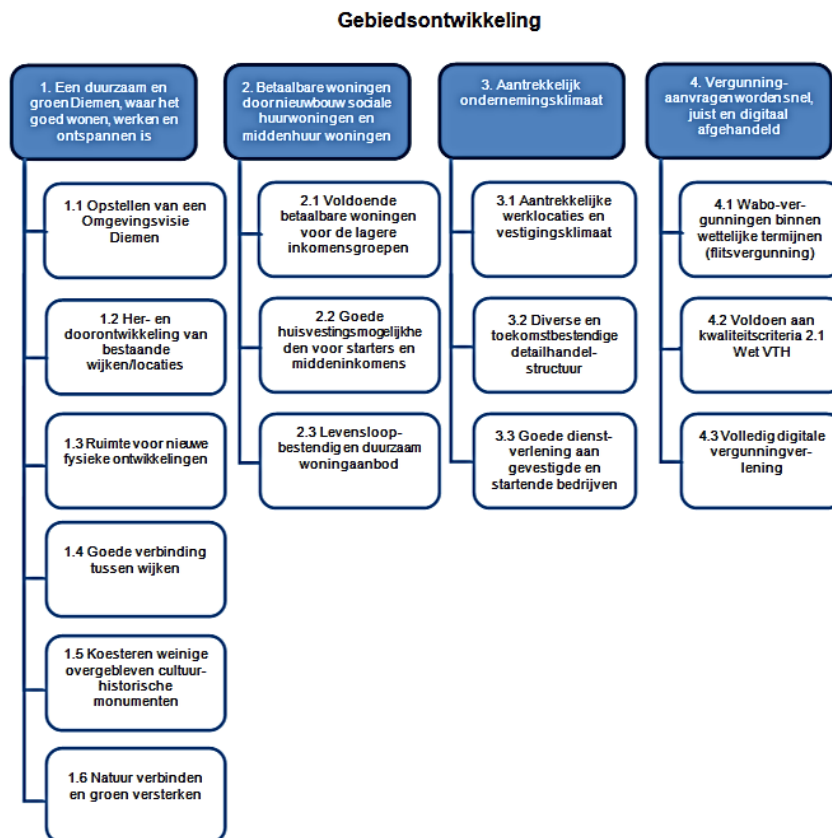 Gebiedsontwikkeling
1. Een duurzaam en
groen Diemen, waar het
goed wonen, werken en
ontspannen is
1.1 Opstellen van een
Omgevingsvisie
Diemen
1.2 Her- en
doorontwikkeling van
bestaande
wijken/locaties
1.3 Ruimte voor nieuwe
fysieke ontwikkelingen
1.4 Goede verbinding
tussen wijken
1.5 Koesteren weinige
overgebleven cultuur-
historische
monumenten
1.6 Natuur verbinden
en groen versterken
2. Betaalbare woningen
door nieuwbouw sociale
huurwoningen en
middenhuur woningen
2.1 Voldoende
betaalbare woningen
voor de lagere
inkomensgroepen
2.2 Goede
huisvestingsmogelijkhe
den voor starters en
middeninkomens
2.3 Levensloop-
bestendig en duurzaam
woningaanbod
3. Aantrekkelijk
ondernemingsklimaat
3.1 Aantrekkelijke
werklocaties en
vestigingsklimaat
3.2 Diverse en
toekomstbestendige
detailhandel-
structuur
3.3 Goede dienst-
verlening aan
gevestigde en
startende bedrijven
4. Vergunning-
aanvragen worden snel,
juist en digitaal
afgehandeld
4.1 Wabo-ver-
gunningen binnen
wettelijke termijnen
(flitsvergunning)
4.2 Voldoen aan
kwaliteitscriteria 2.1
Wet VTH
4.3 Volledig digitale
vergunningver-
lening